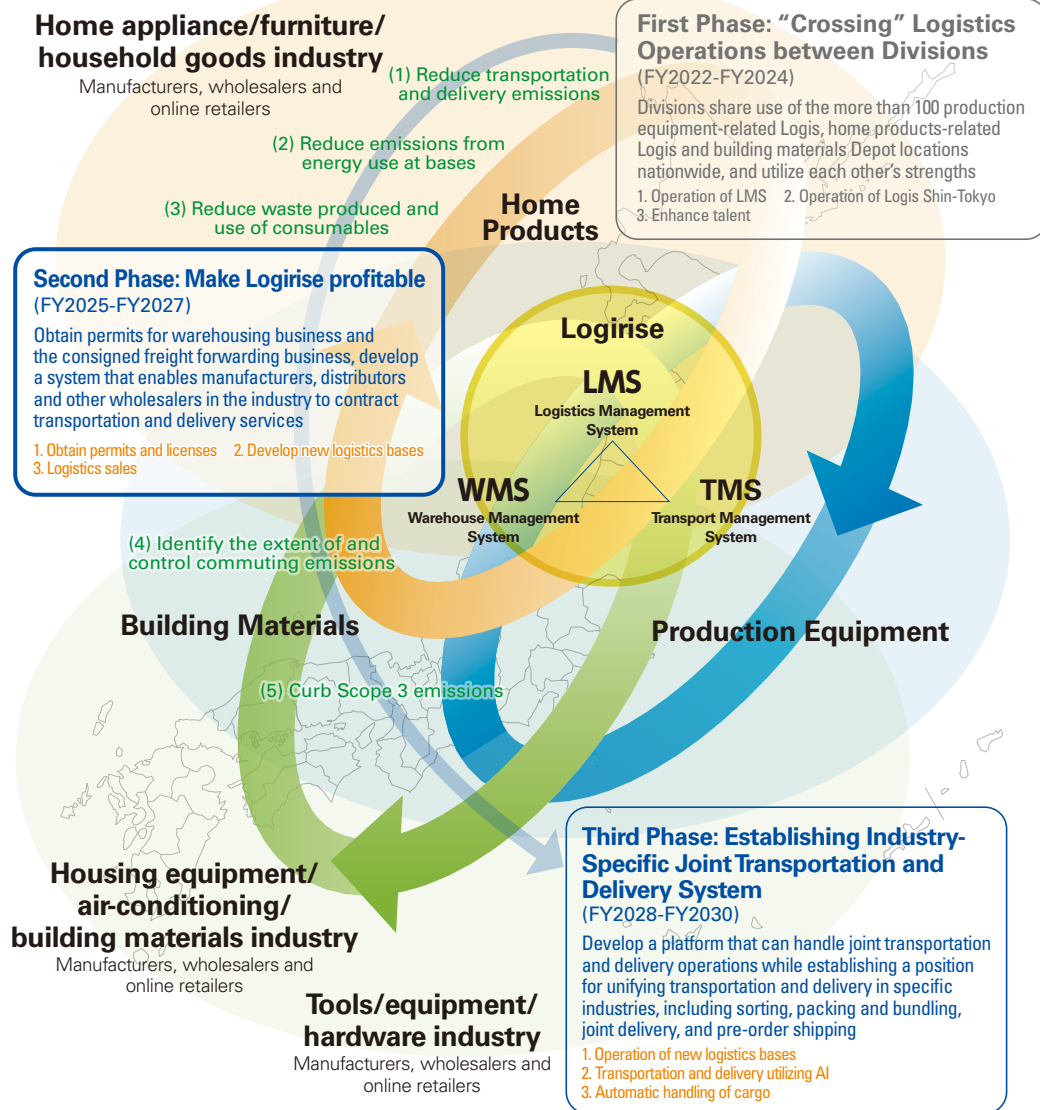 Home appliance/furniture/
household goods industry
Manufacturers, wholesalers and
online retailers
First Phase: “Crossing” Logistics
Operations between Divisions
(FY2022-FY2024)
Divisions share use of the more than 100 production
equipment-related Logis, home products-related
Logis and building materials Depot locations
nationwide, and utilize each other’s strengths
1. Operation of LMS 2. Operation of Logis Shin-Tokyo
3. Enhance talent
(1) Reduce transportation
and delivery emissions
(2) Reduce emissions from
energy use at bases
(3) Reduce waste produced and
use of consumables
Home
Products
Second Phase: Make Logirise profitable
(FY2025-FY2027)
Obtain permits for warehousing business and
the consigned freight forwarding business, develop
a system that enables manufacturers, distributors
and other wholesalers in the industry to contract
transportation and delivery services
1. Obtain permits and licenses 2. Develop new logistics bases
3. Logistics sales
Logirise
LMS
Logistics Management
System
WMS
Warehouse Management
System
TMS
Transport Management
System
(4) Identify the extent of and
control commuting emissions
Building Materials
Production Equipment
(5) Curb Scope 3 emissions
Housing equipment/
air-conditioning/
building materials industry
Manufacturers, wholesalers and
online retailers
Tools/equipment/
hardware industry
Manufacturers, wholesalers and
online retailers
Third Phase: Establishing Industry-
Specific Joint Transportation and
Delivery System
(FY2028-FY2030)
Develop a platform that can handle joint transportation
and delivery operations while establishing a position
for unifying transportation and delivery in specific
industries, including sorting, packing and bundling,
joint delivery, and pre-order shipping
1. Operation of new logistics bases
2. Transportation and delivery utilizing AI
3. Automatic handling of cargo